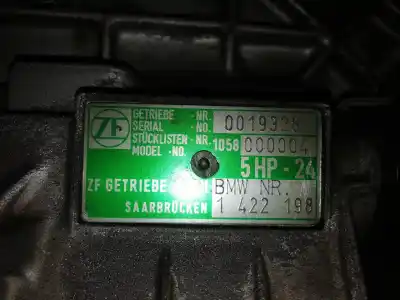 GETRIEBE -NR.
SERIAL -NO. 0019328
STÜCKLISTEN-NR. 1058 000004
MODEL -NO.
5HP-24
ZF
ZF GETRIEBE BMW NR.
SAARBRÜCKEN 1 422 198